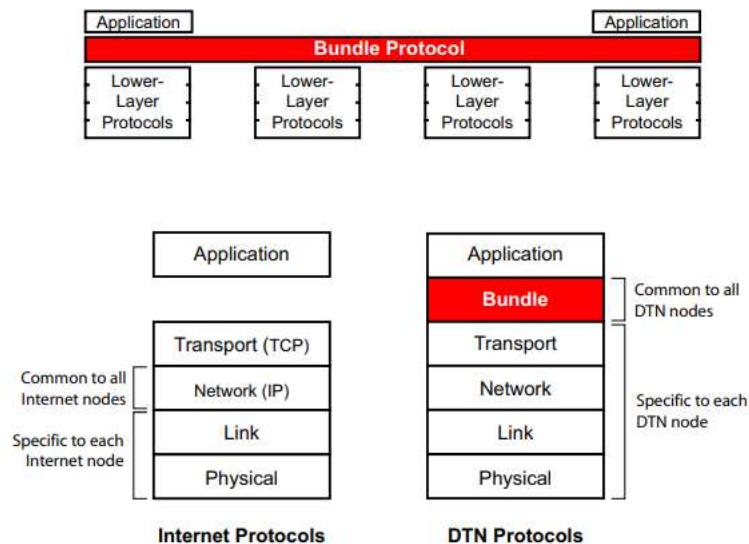 Application
Application
Bundle Protocol
Lower-
Layer
Protocols
Lower-
Layer
Protocols
Lower-
Layer
Protocols
Lower-
Layer
Protocols
Application
Transport (TCP)
Network (IP)
Link
Physical
Common to all
Internet nodes
Specific to each
Internet node
Internet Protocols
Application
Bundle
Transport
Network
Link
Physical
Common to all
DTN nodes
Specific to each
DTN node
DTN Protocols